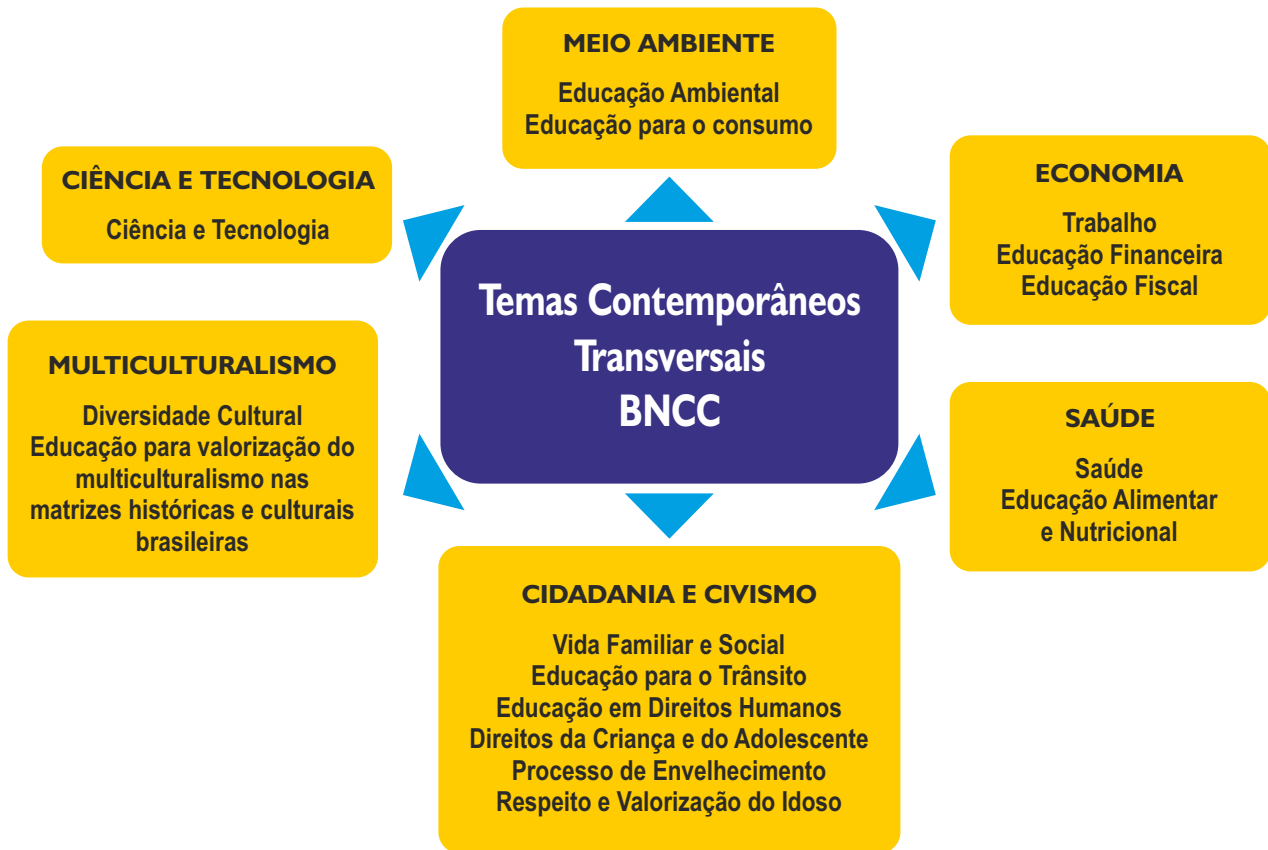 MEIO AMBIENTE
Educação Ambiental
Educação para o consumo
CIÊNCIA E TECNOLOGIA
Ciência e Tecnologia
ECONOMIA
Trabalho
Educação Financeira
Educação Fiscal
Temas Contemporâneos
Transversais
BNCC
MULTICULTURALISMO
Diversidade Cultural
Educação para valorização do
multiculturalismo nas
matrizes históricas e culturais
brasileiras
SAÚDE
Saúde
Educação Alimentar
e Nutricional
CIDADANIA E CIVISMO
Vida Familiar e Social
Educação para o Trânsito
Educação em Direitos Humanos
Direitos da Criança e do Adolescente
Processo de Envelhecimento
Respeito e Valorização do Idoso